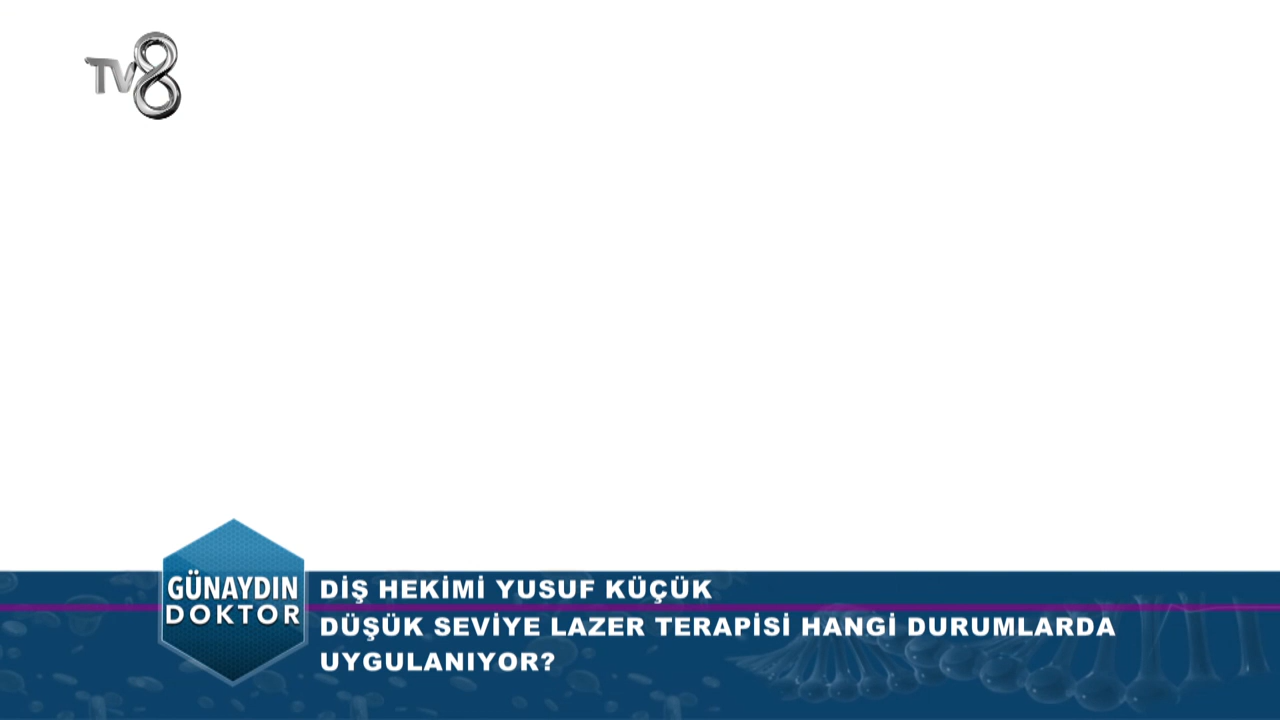 TV8
GÜNAYDIN
DOKTOR
DİŞ HEKİMİ YUSUF KÜÇÜK
DÜŞÜK SEVİYE LAZER TERAPİSİ HANGİ DURUMLARDA
UYGULANIYOR?